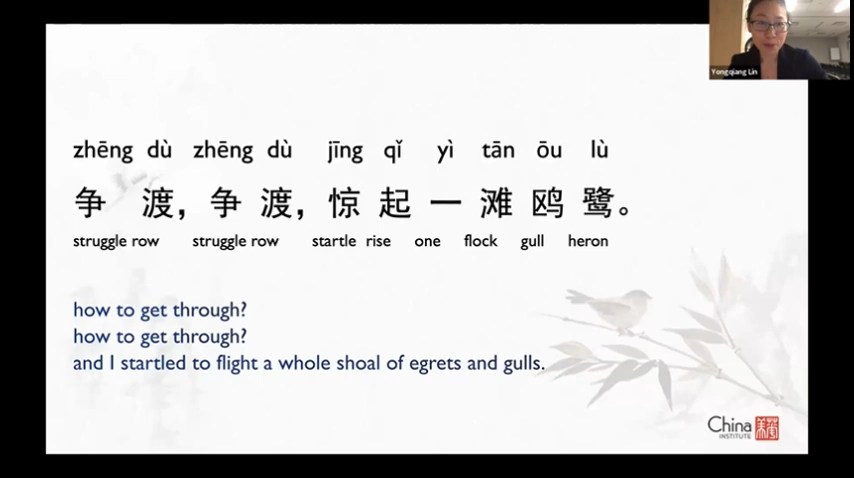 Yongqiang Lin
zhēng dù zhēng dù jīng qǐ yì tān ōu lù
争 渡，争 渡，惊 起 一 滩 鸥 鹭。
struggle row struggle row startle rise one flock gull heron
how to get through?
how to get through?
and I startled to flight a whole shoal of egrets and gulls.
China
INSTITUTE